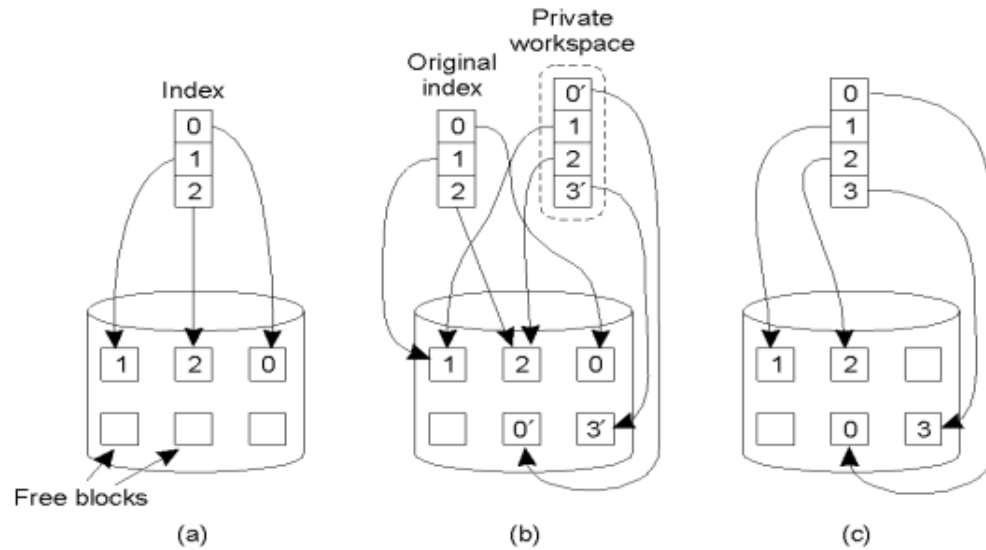 Index
0
1
2
1 2 0
Free blocks
(a)
Original
index
0
1
2
Private
workspace
0′
1
2
3′
1 2 0
0′ 3′
(b)
0
1
2
3
1 2
0 3
(c)